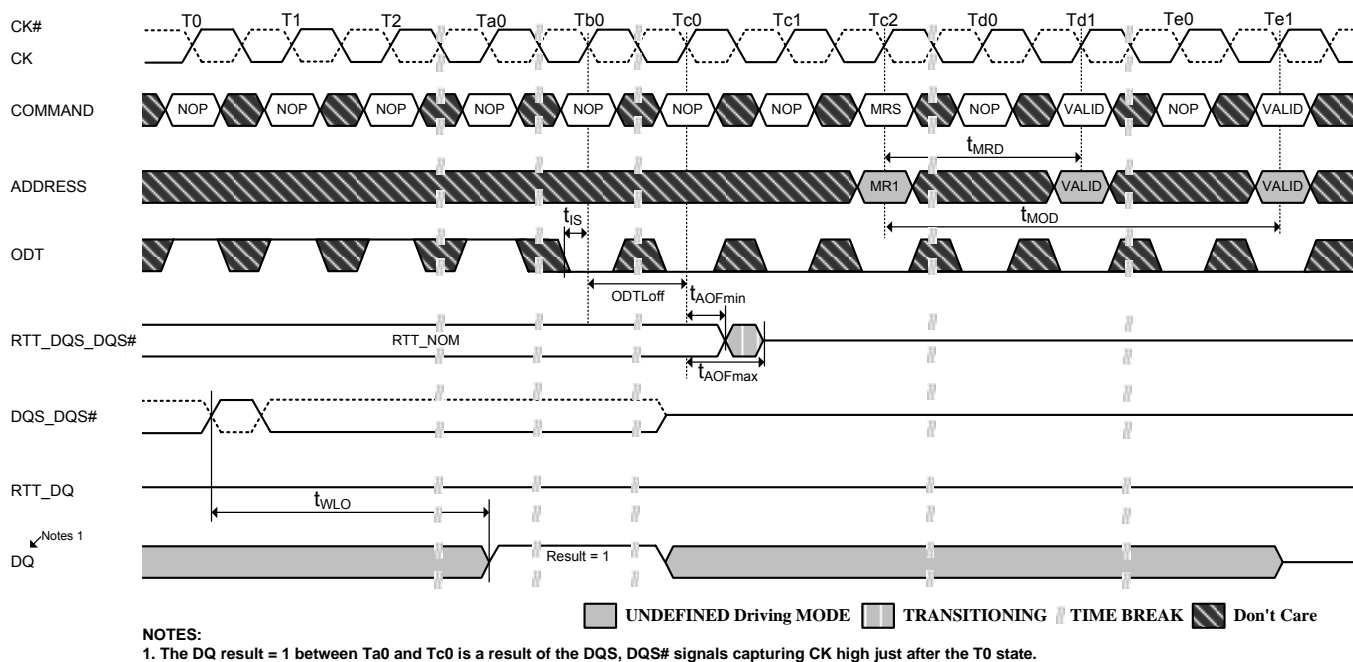 T0 T1 T2 Ta0 Tb0 Tc0 Tc1 Tc2 Td0 Td1 Te0 Te1
CK#
CK
COMMAND NOP NOP NOP NOP NOP NOP NOP MRS NOP VALID NOP VALID
tMRD
ADDRESS MR1 VALID VALID
tIS tMOD
ODT
ODTLoff tAOFmin
RTT_DQS_DQS# RTT_NOM
tAOFmax
DQS_DQS#
RTT_DQ
tWLO
Notes 1
DQ Result = 1
UNDEFINED Driving MODE TRANSITIONING TIME BREAK Don't Care
NOTES:
1. The DQ result = 1 between Ta0 and Tc0 is a result of the DQS, DQS# signals capturing CK high just after the T0 state.